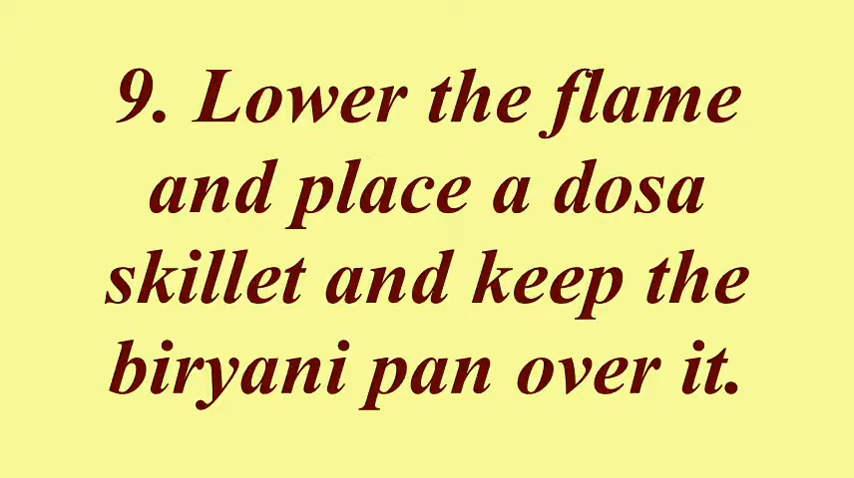 9. Lower the flame
and place a dosa
skillet and keep the
biryani pan over it.